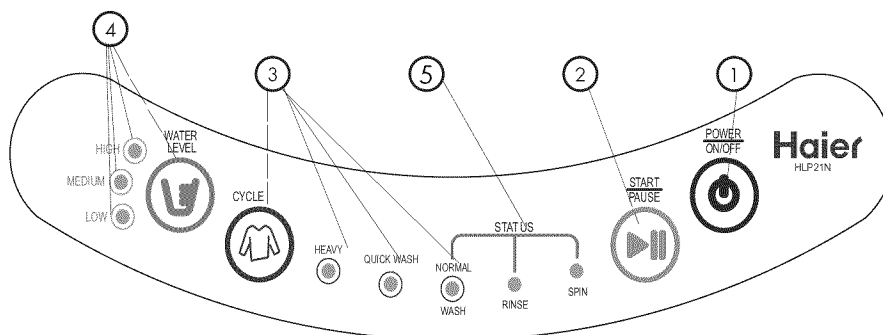 4
3
5
2
1
WATER
LEVEL
HIGH
MEDIUM
LOW
CYCLE
HEAVY
QUICK WASH
NORMAL
WASH
STATUS
RINSE
SPIN
START
PAUSE
POWER
ON/OFF
Haier
HLP21N